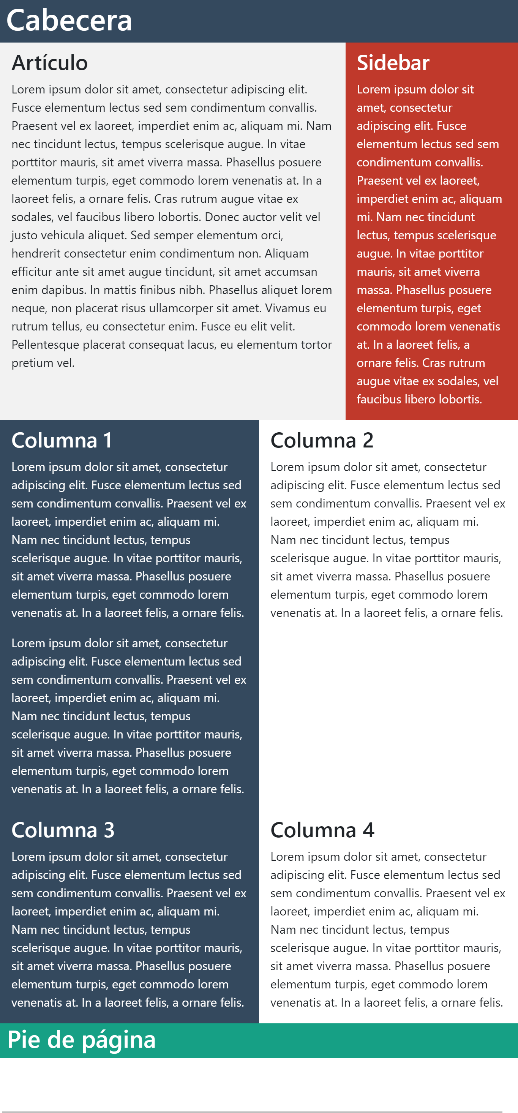 Cabecera
Artículo
Lorem ipsum dolor sit amet, consectetur adipiscing elit.
Fusce elementum lectus sed sem condimentum convallis.
Praesent vel ex laoreet, imperdiet enim ac, aliquam mi. Nam
nec tincidunt lectus, tempus scelerisque augue. In vitae
porttitor mauris, sit amet viverra massa. Phasellus posuere
elementum turpis, eget commodo lorem venenatis at. In a
laoreet felis, a ornare felis. Cras rutrum augue vitae ex
sodales, vel faucibus libero lobortis. Donec auctor velit vel
justo vehicula aliquet. Sed semper elementum orci,
hendrerit consectetur enim condimentum non. Aliquam
efficitur ante sit amet augue tincidunt, sit amet accumsan
enim dapibus. In mattis finibus nibh. Phasellus aliquet lorem
neque, non placerat risus ullamcorper sit amet. Vivamus eu
rutrum tellus, eu consectetur enim. Fusce eu elit velit.
Pellentesque placerat consequat lacus, eu elementum tortor
pretium vel.
Sidebar
Lorem ipsum dolor sit
amet, consectetur
adipiscing elit. Fusce
elementum lectus sed sem
condimentum convallis.
Praesent vel ex laoreet,
imperdiet enim ac, aliquam
mi. Nam nec tincidunt
lectus, tempus scelerisque
augue. In vitae porttitor
mauris, sit amet viverra
massa. Phasellus posuere
elementum turpis, eget
commodo lorem venenatis
at. In a laoreet felis, a
ornare felis. Cras rutrum
augue vitae ex sodales, vel
faucibus libero lobortis.
Columna 1
Lorem ipsum dolor sit amet, consectetur
adipiscing elit. Fusce elementum lectus sed
sem condimentum convallis. Praesent vel ex
laoreet, imperdiet enim ac, aliquam mi.
Nam nec tincidunt lectus, tempus
scelerisque augue. In vitae porttitor mauris,
sit amet viverra massa. Phasellus posuere
elementum turpis, eget commodo lorem
venenatis at. In a laoreet felis, a ornare felis.
Lorem ipsum dolor sit amet, consectetur
adipiscing elit. Fusce elementum lectus sed
sem condimentum convallis. Praesent vel ex
laoreet, imperdiet enim ac, aliquam mi.
Nam nec tincidunt lectus, tempus
scelerisque augue. In vitae porttitor mauris,
sit amet viverra massa. Phasellus posuere
elementum turpis, eget commodo lorem
venenatis at. In a laoreet felis, a ornare felis.
Columna 2
Lorem ipsum dolor sit amet, consectetur
adipiscing elit. Fusce elementum lectus sed
sem condimentum convallis. Praesent vel ex
laoreet, imperdiet enim ac, aliquam mi.
Nam nec tincidunt lectus, tempus
scelerisque augue. In vitae porttitor mauris,
sit amet viverra massa. Phasellus posuere
elementum turpis, eget commodo lorem
venenatis at. In a laoreet felis, a ornare felis.
Columna 3
Lorem ipsum dolor sit amet, consectetur
adipiscing elit. Fusce elementum lectus sed
sem condimentum convallis. Praesent vel ex
laoreet, imperdiet enim ac, aliquam mi.
Nam nec tincidunt lectus, tempus
scelerisque augue. In vitae porttitor mauris,
sit amet viverra massa. Phasellus posuere
elementum turpis, eget commodo lorem
venenatis at. In a laoreet felis, a ornare felis.
Columna 4
Lorem ipsum dolor sit amet, consectetur
adipiscing elit. Fusce elementum lectus sed
sem condimentum convallis. Praesent vel ex
laoreet, imperdiet enim ac, aliquam mi.
Nam nec tincidunt lectus, tempus
scelerisque augue. In vitae porttitor mauris,
sit amet viverra massa. Phasellus posuere
elementum turpis, eget commodo lorem
venenatis at. In a laoreet felis, a ornare felis.
Pie de página